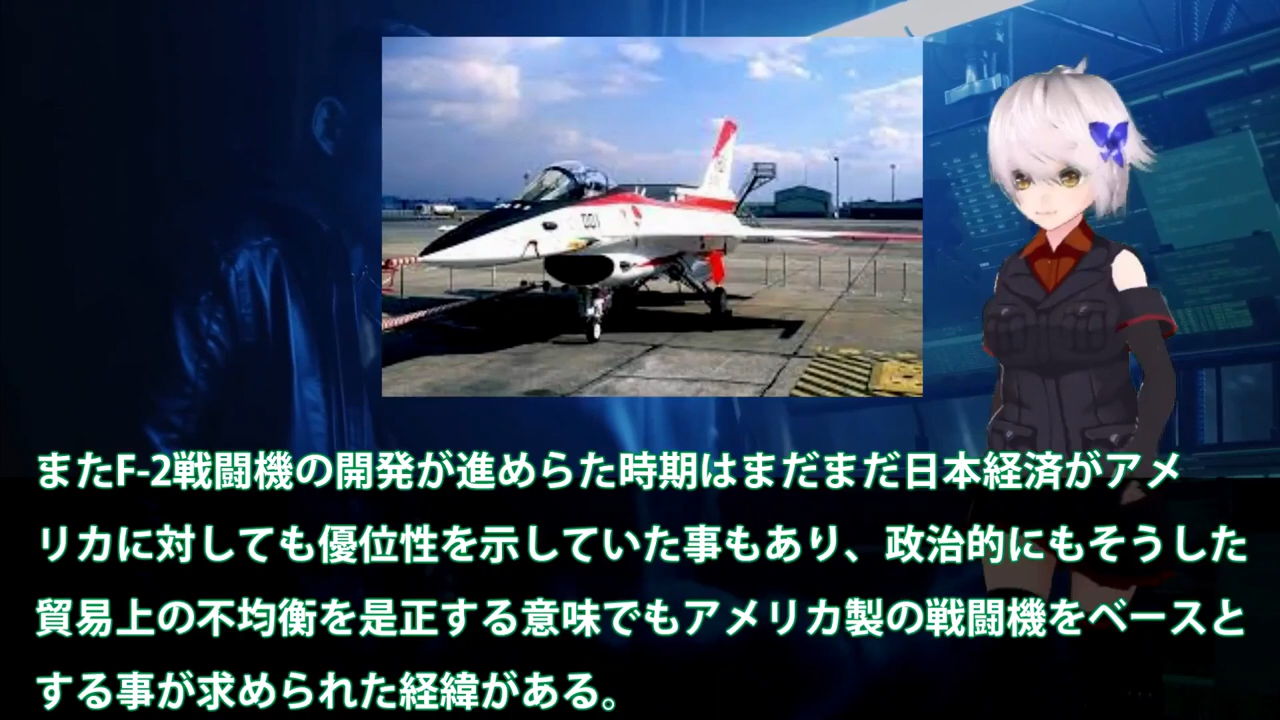 001
またF-2戦闘機の開発が進めらた時期はまだまだ日本経済がアメ
リカに対しても優位性を示していた事もあり、政治的にもそうした
貿易上の不均衡を是正する意味でもアメリカ製の戦闘機をベースと
する事が求められた経緯がある。